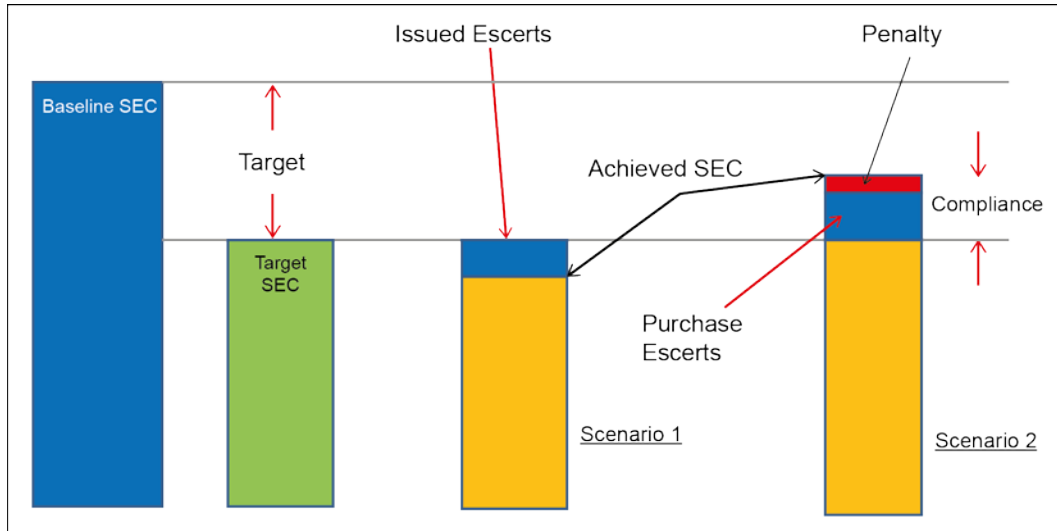 Issued Escerts
Penalty
Baseline SEC
Target
Achieved SEC
Compliance
Target
SEC
Purchase
Escerts
Scenario 1
Scenario 2